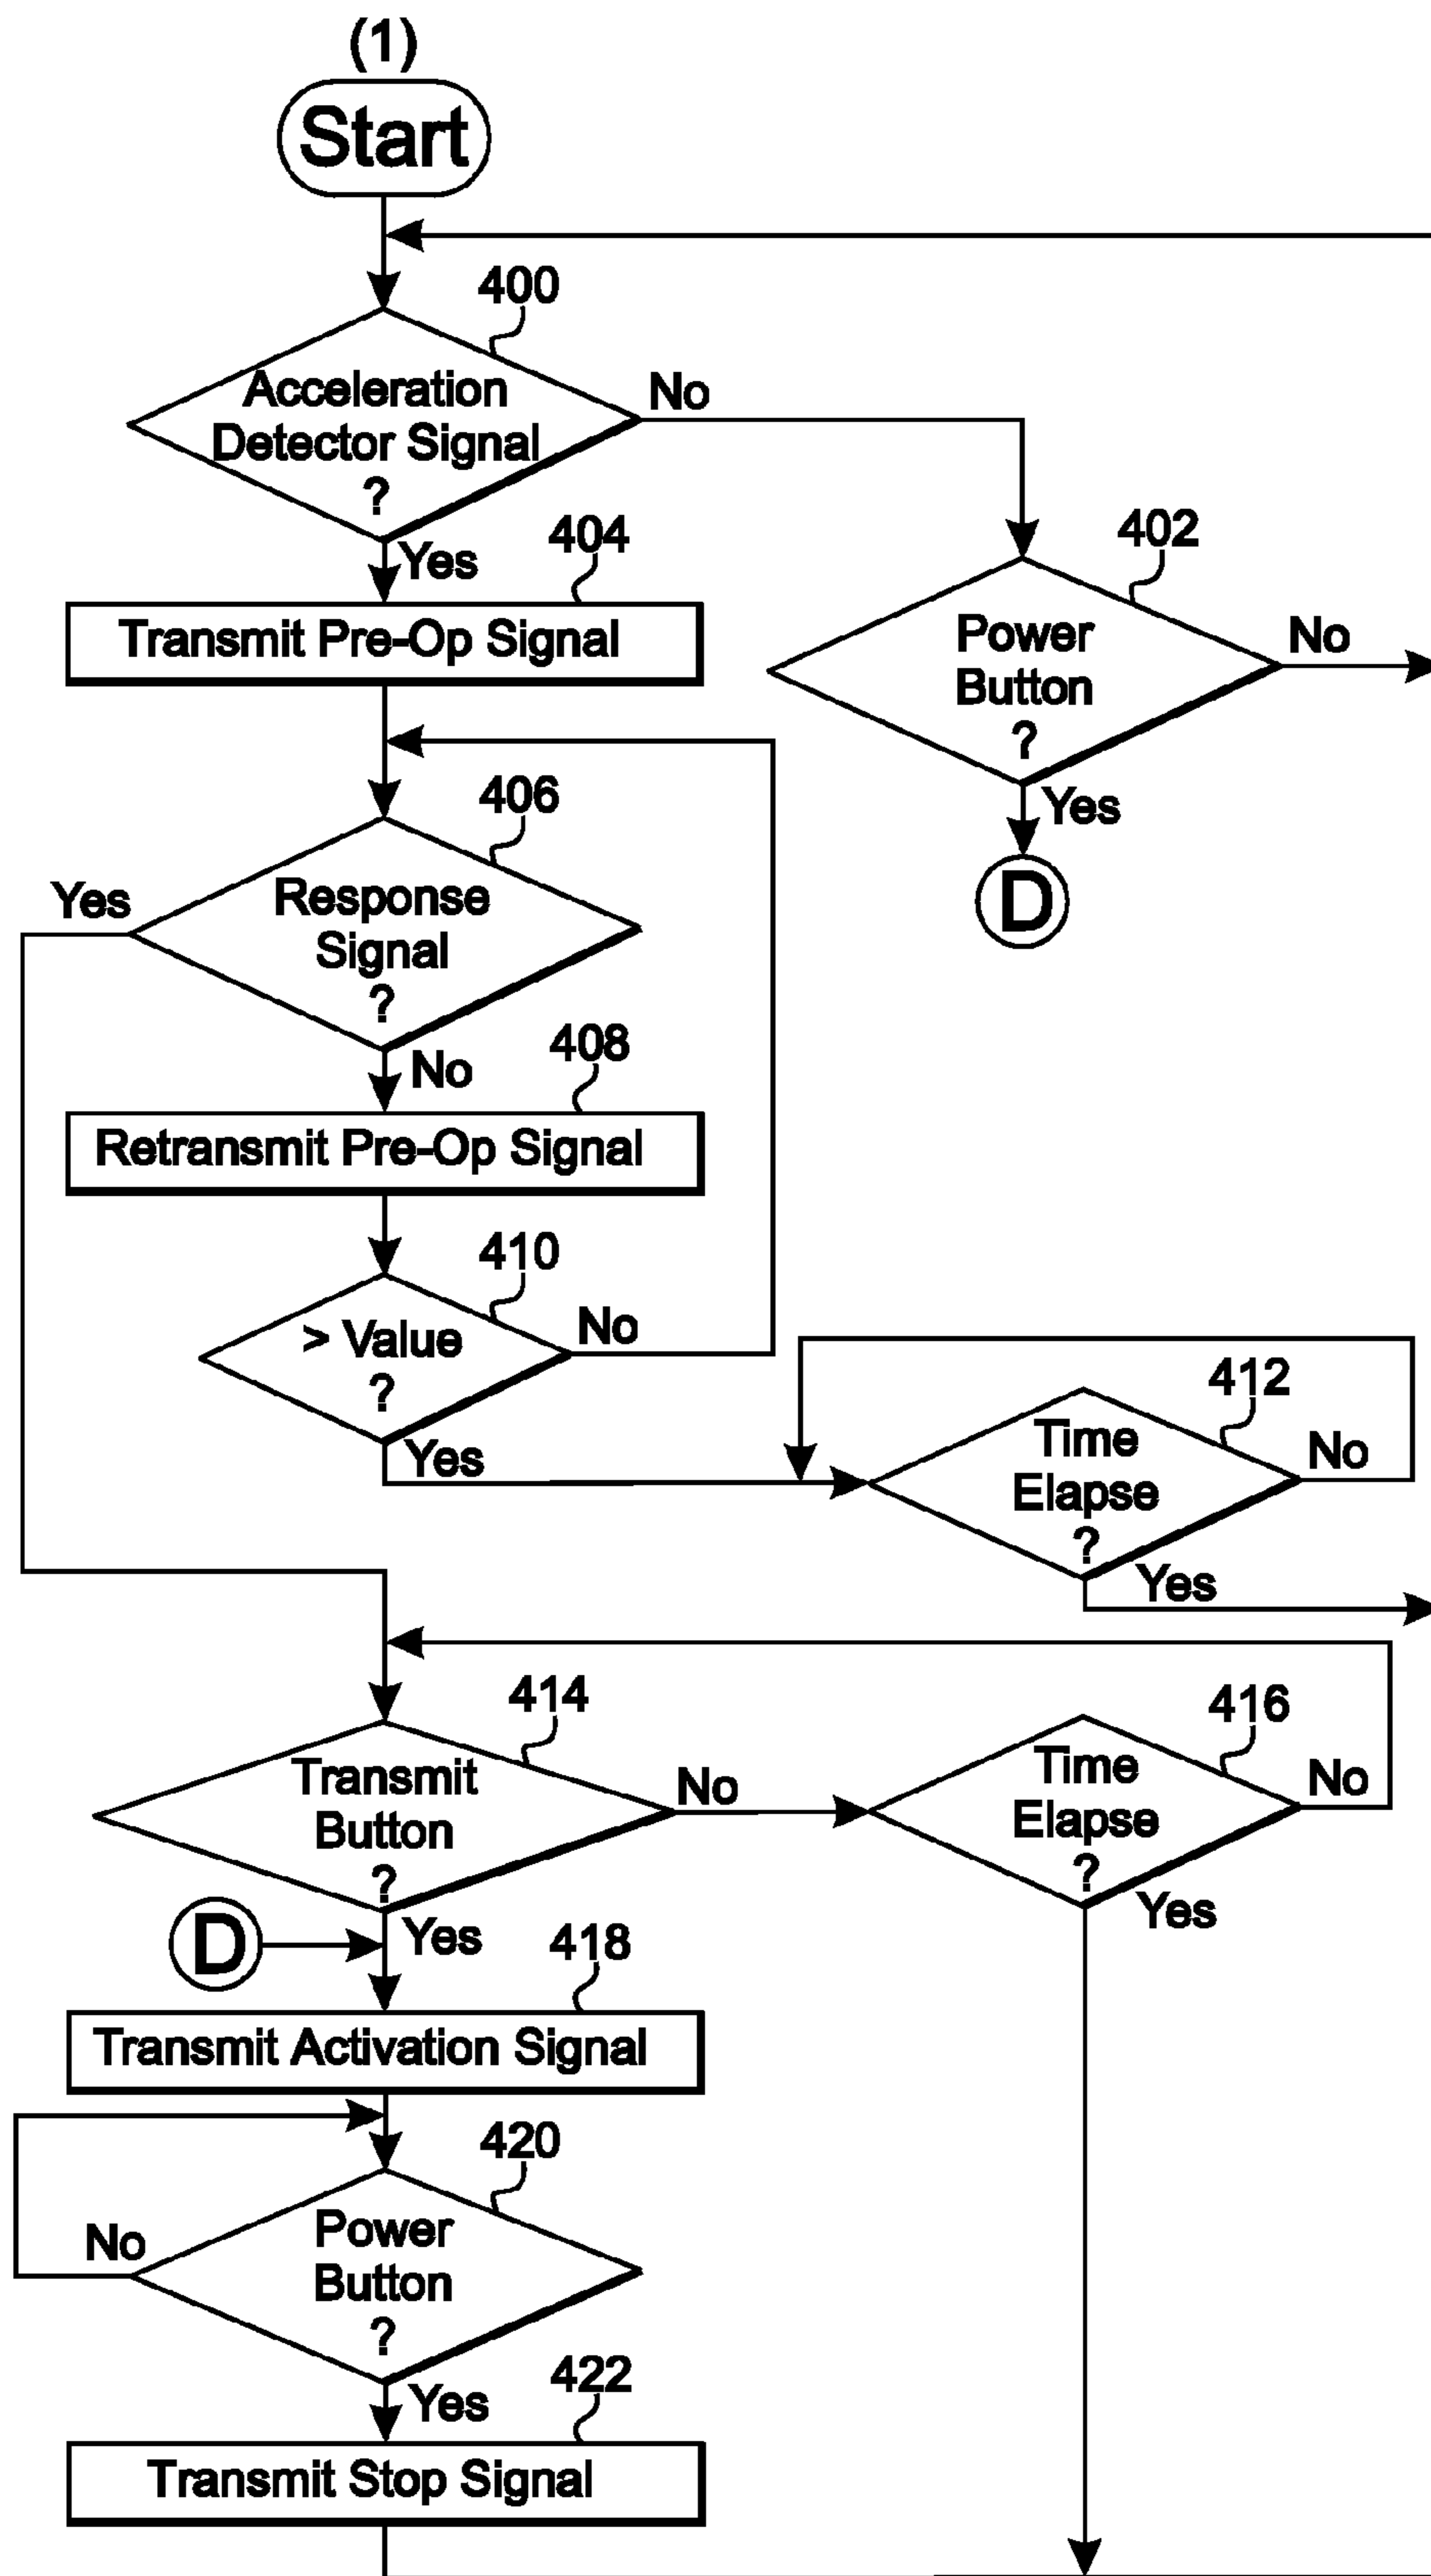 (1)
Start
400
Acceleration
Detector Signal
?
No
Yes
402
Power
Button
?
No
Yes
D
404
Transmit Pre-Op Signal
406
Response
Signal
?
Yes
No
408
Retransmit Pre-Op Signal
410
> Value
?
No
Yes
412
Time
Elapse
?
No
Yes
414
Transmit
Button
?
No
Yes
416
Time
Elapse
?
No
Yes
D
418
Transmit Activation Signal
420
Power
Button
?
No
Yes
422
Transmit Stop Signal